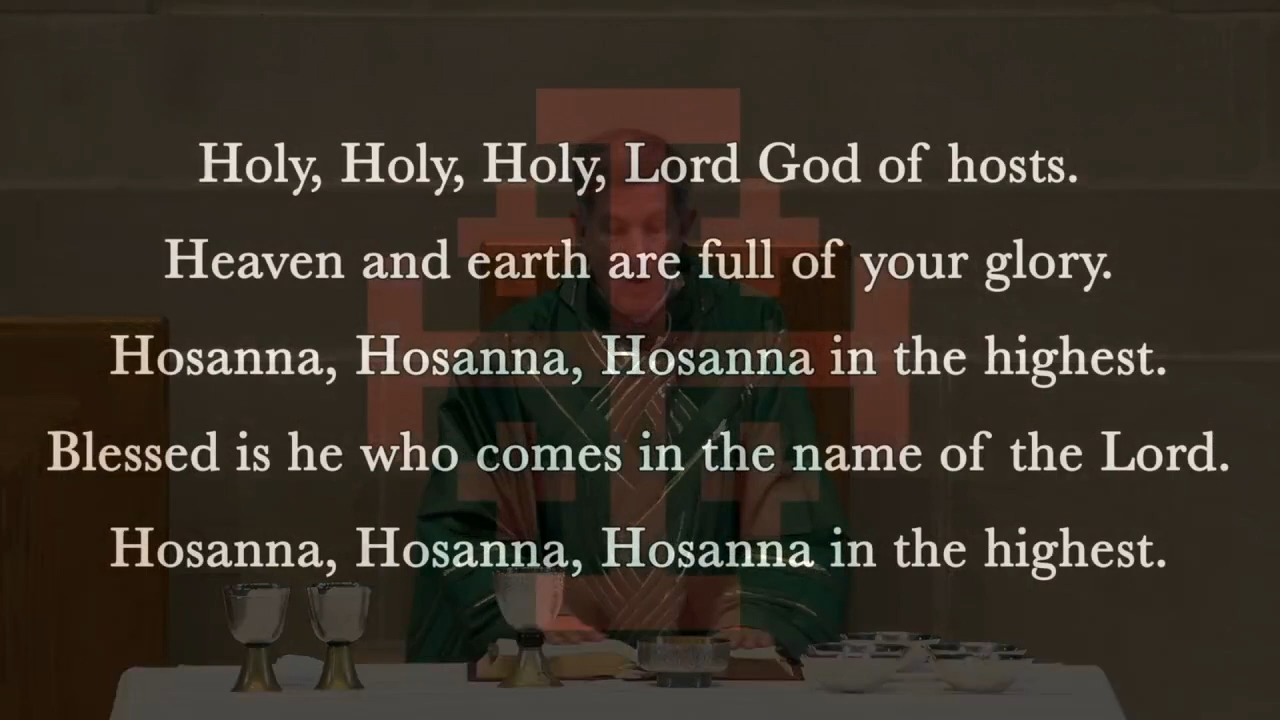 Holy, Holy, Holy, Lord God of hosts.
Heaven and earth are full of your glory.
Hosanna, Hosanna, Hosanna in the highest.
Blessed is he who comes in the name of the Lord.
Hosanna, Hosanna, Hosanna in the highest.